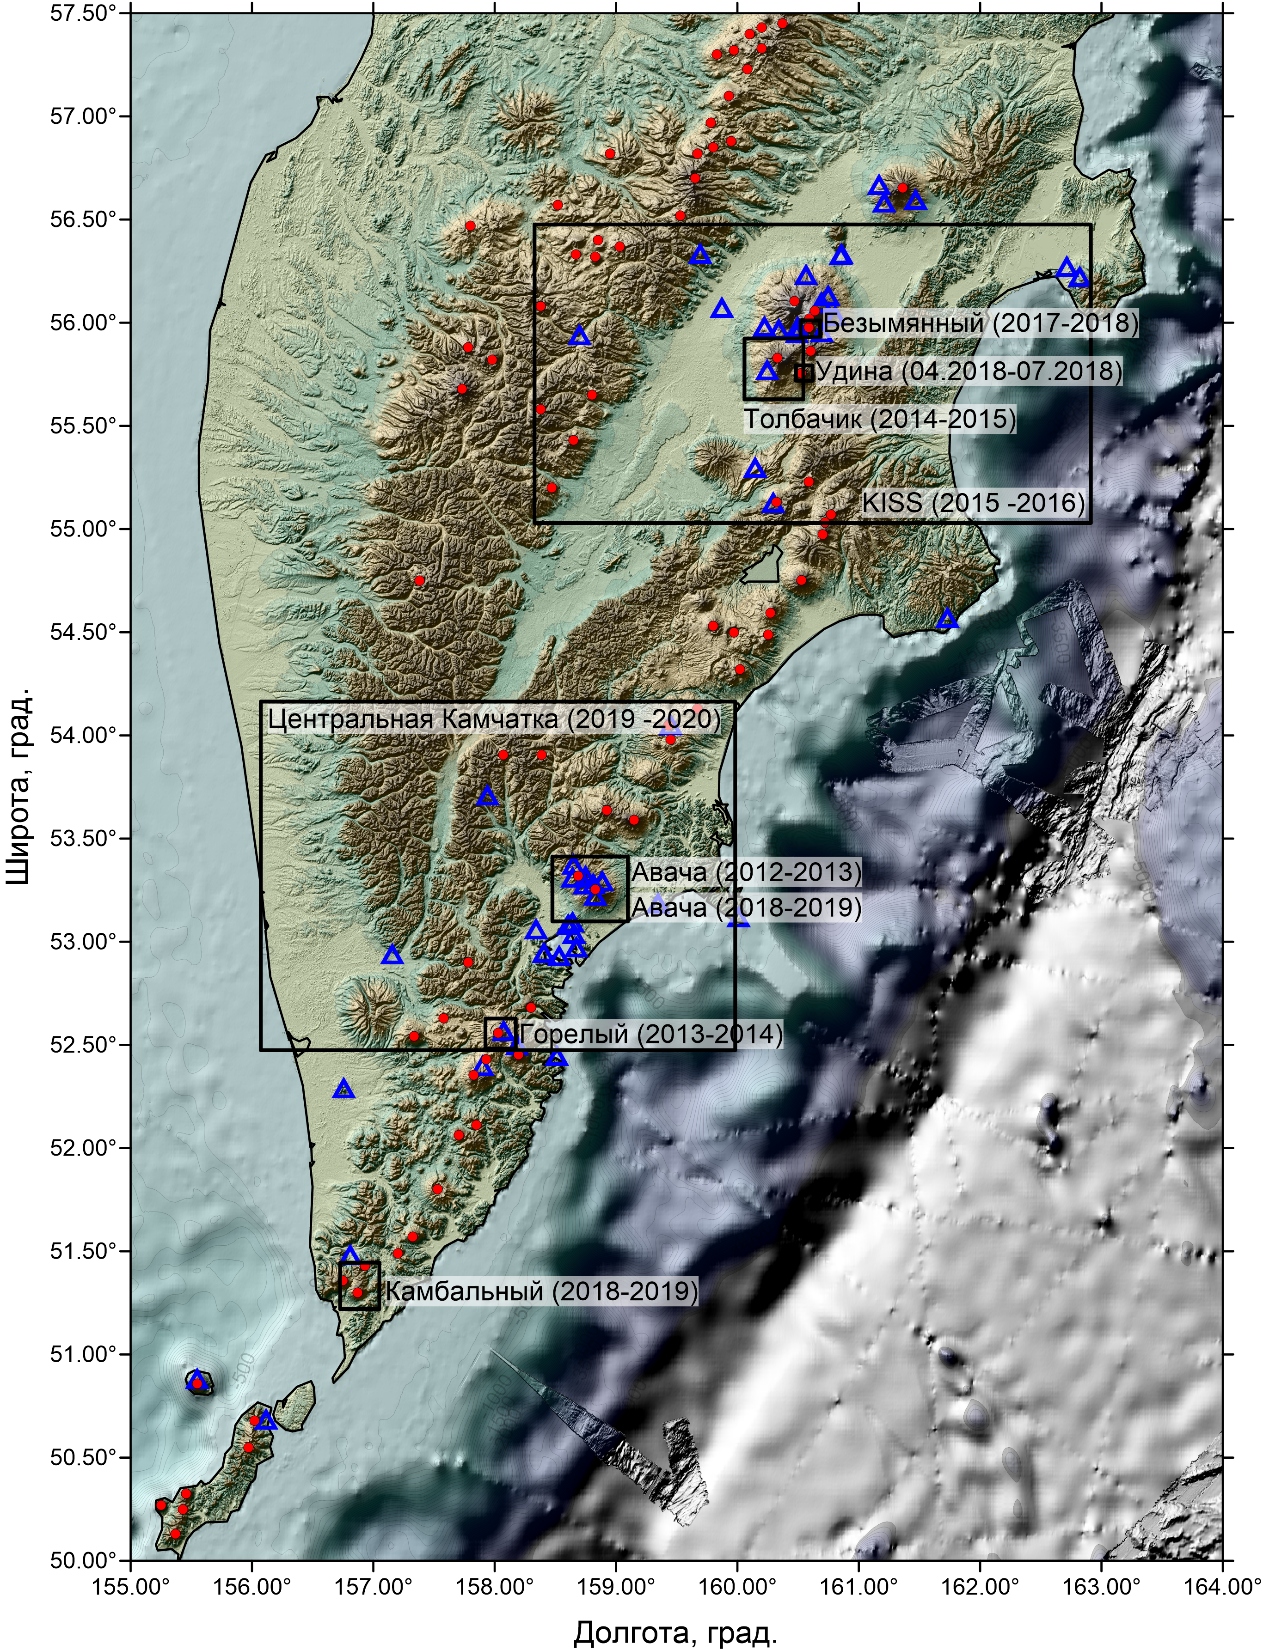 57.50°
57.00°
56.50°
56.00°
55.50°
55.00°
54.50°
54.00°
53.50°
53.00°
52.50°
52.00°
51.50°
51.00°
50.50°
50.00°
Широта, град.
Безымянный (2017-2018)
Удина (04.2018-07.2018)
Толбачик (2014-2015)
KISS (2015 -2016)
Центральная Камчатка (2019 -2020)
Авача (2012-2013)
Авача (2018-2019)
Горелый (2013-2014)
Камбальный (2018-2019)
155.00° 156.00° 157.00° 158.00° 159.00° 160.00° 161.00° 162.00° 163.00° 164.00°
Долгота, град.